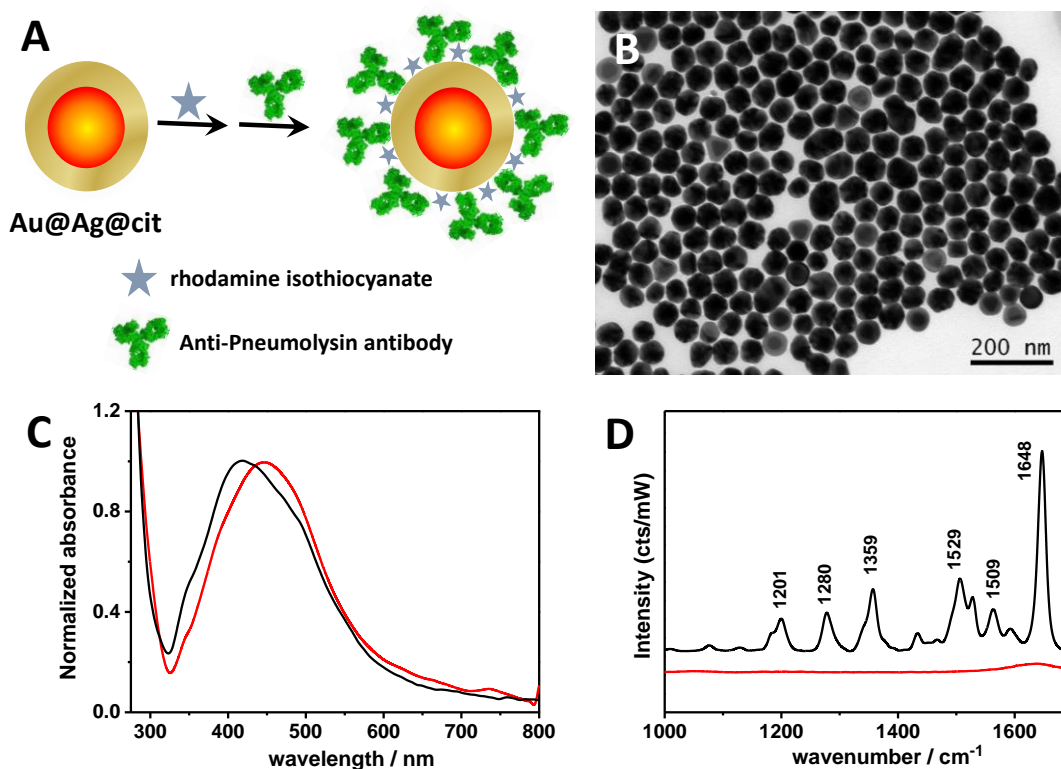 A
Au@Ag@cit
rhodamine isothiocyanate
Anti-Pneumolysin antibody
B
200 nm
C
Normalized absorbance
1.2
0.8
0.4
0.0
300 400 500 600 700 800
wavelength / nm
D
Intensity (cts/mW)
1201
1280
1359
1529
1509
1648
1000 1200 1400 1600
wavenumber / cm⁻¹